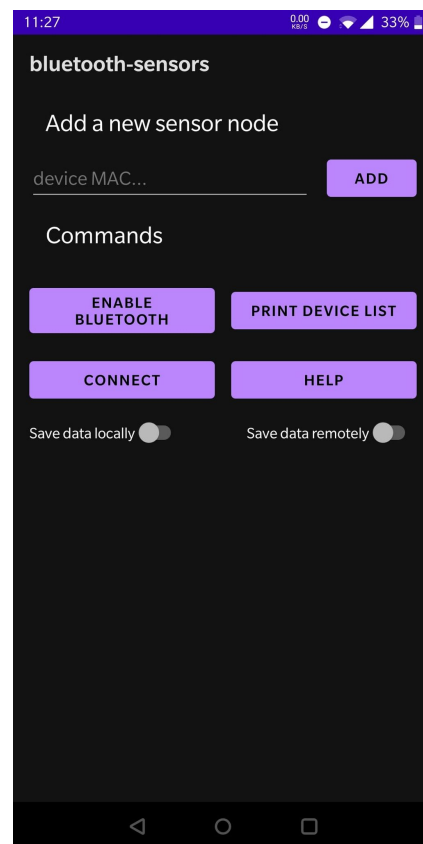 11:27 0.00 KB/S 33%
bluetooth-sensors
Add a new sensor node
device MAC... ADD
Commands
ENABLE BLUETOOTH PRINT DEVICE LIST
CONNECT HELP
Save data locally Save data remotely